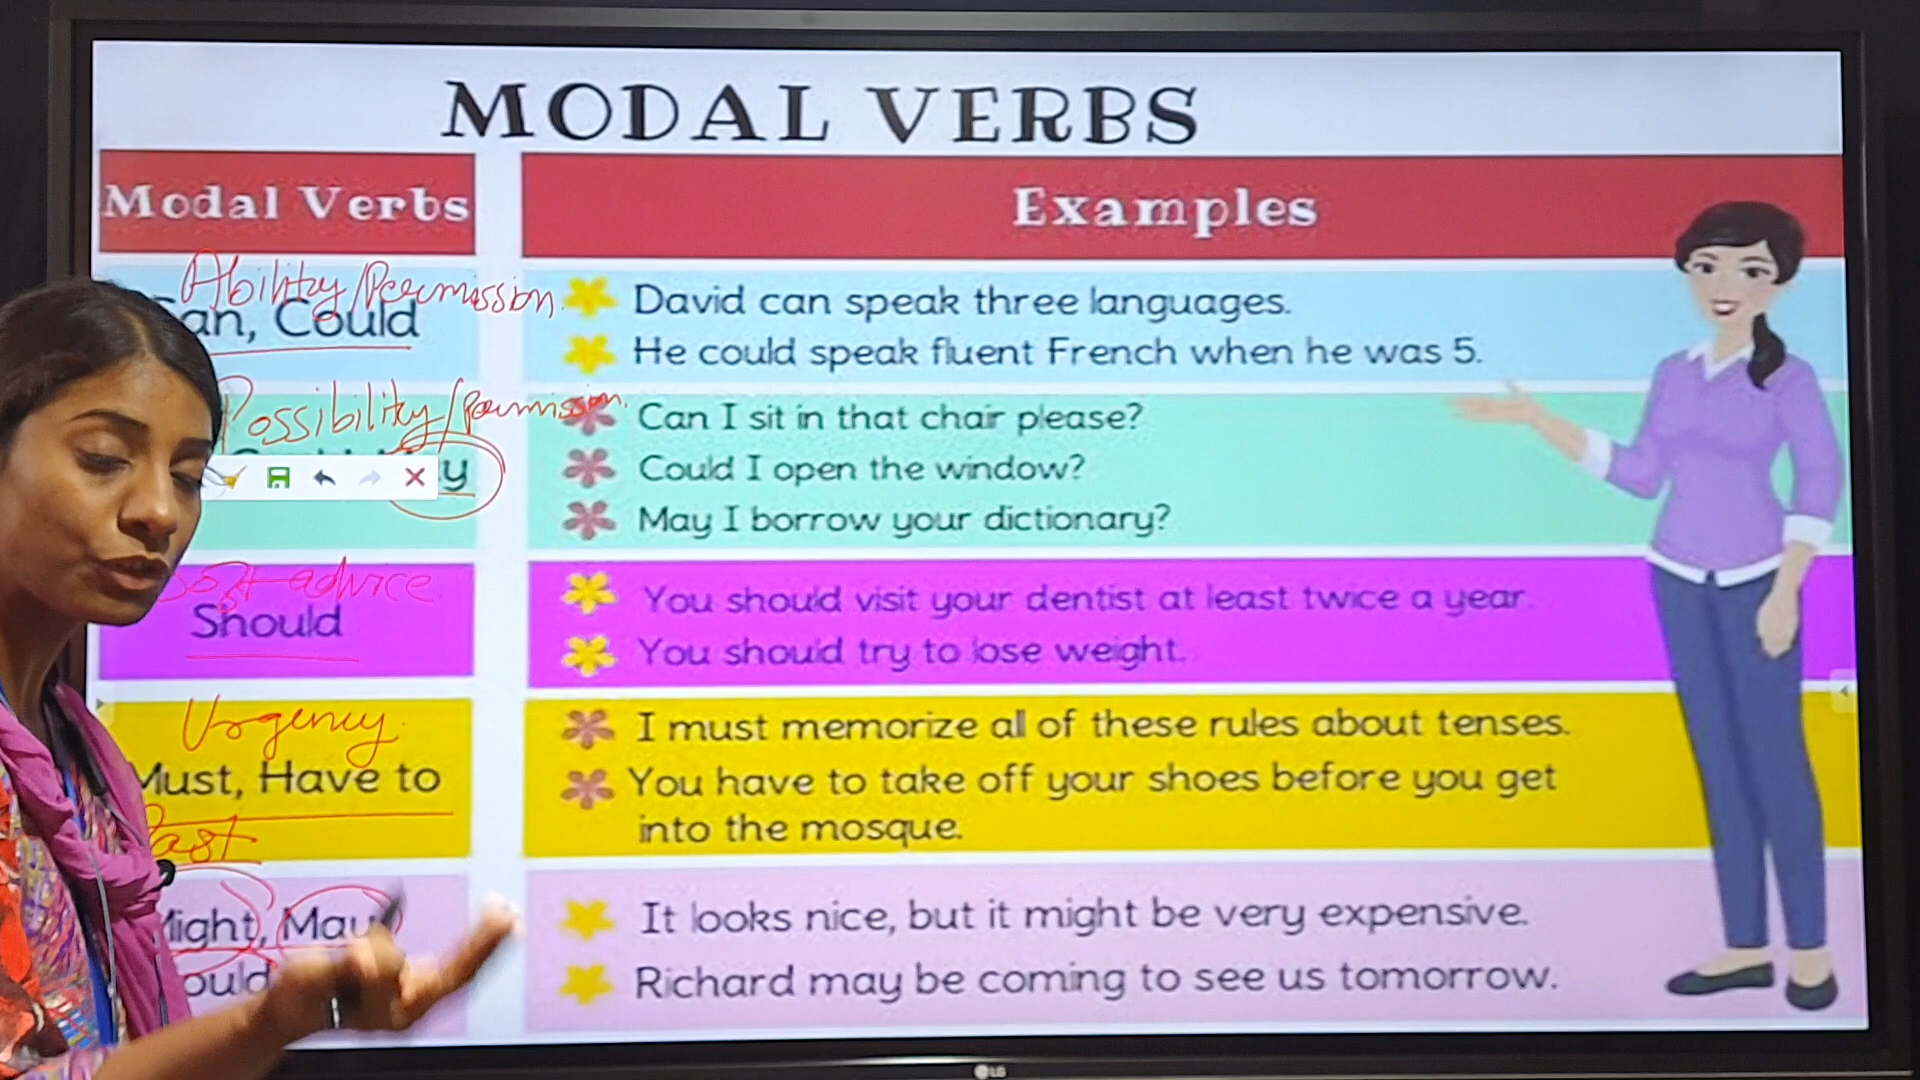 MODAL VERBS
Modal Verbs
Examples
Ability/Permission
an, Could
David can speak three languages.
He could speak fluent French when he was 5.
Possibility/Permission.
y
Can I sit in that chair please?
Could I open the window?
May I borrow your dictionary?
Soft advice
Should
You should visit your dentist at least twice a year.
You should try to lose weight.
Urgency
Must, Have to
I must memorize all of these rules about tenses.
You have to take off your shoes before you get
into the mosque.
Past
Might, May
ould
It looks nice, but it might be very expensive.
Richard may be coming to see us tomorrow.
LG